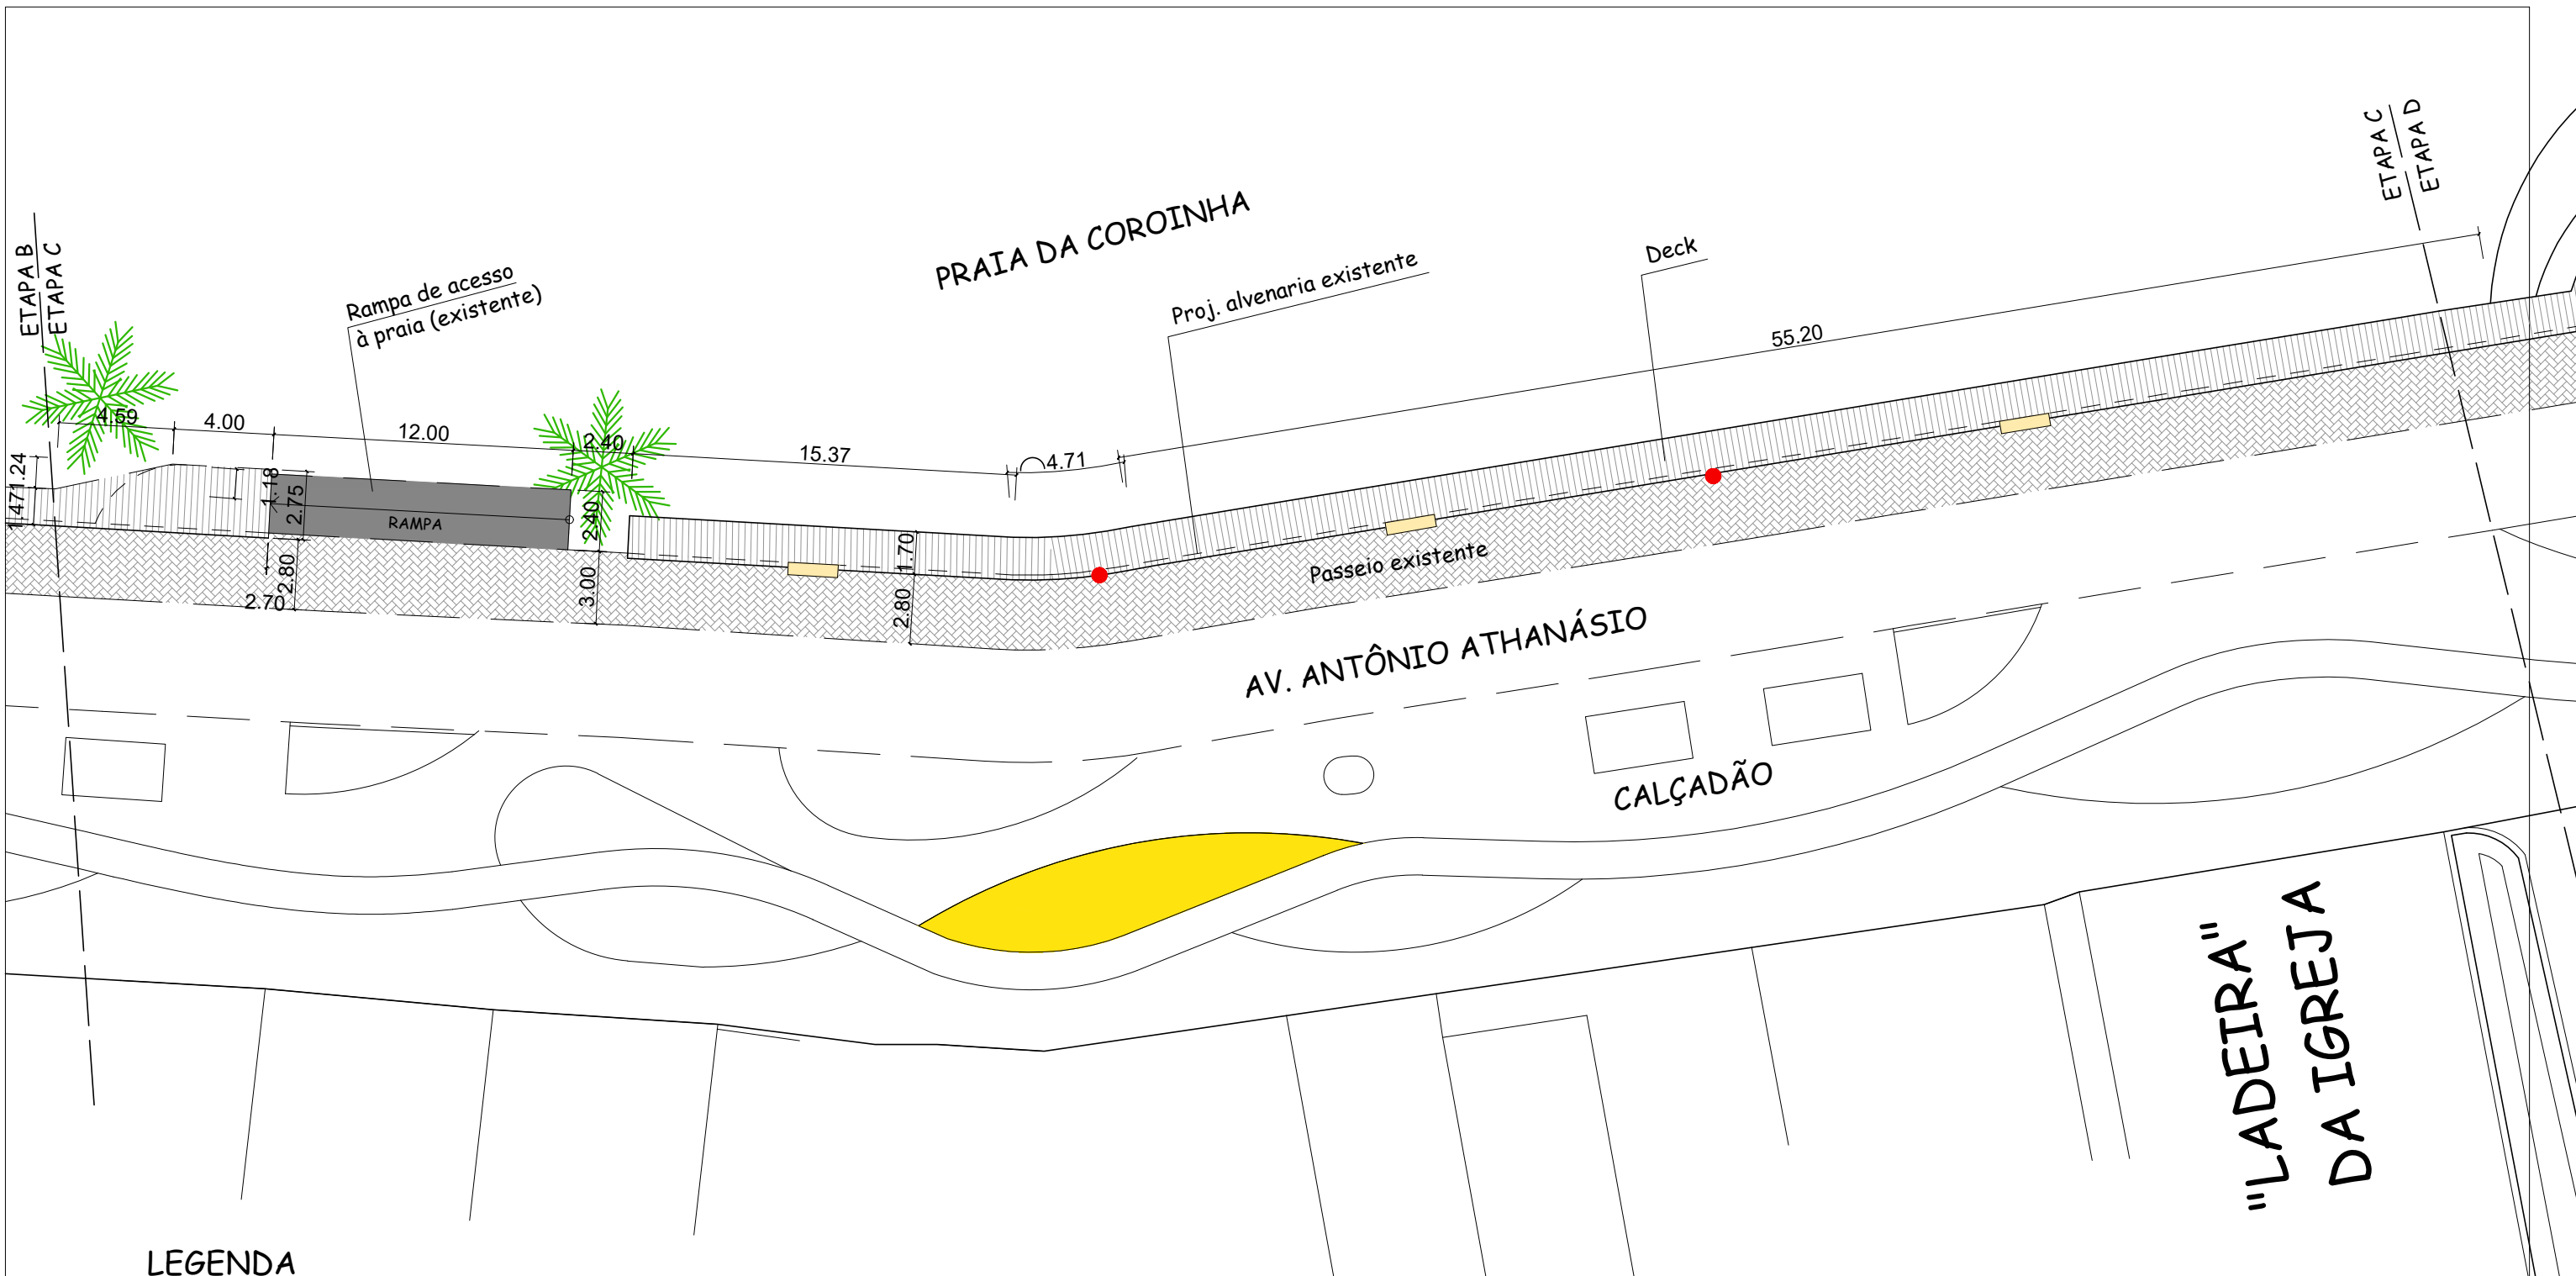 ETAPA B
ETAPA C
Rampa de acesso
à praia (existente)
PRAIA DA COROINHA
Proj. alvenaria existente
Deck
ETAPA C
ETAPA D
55.20
4.59
4.00
12.00
2.40
15.37
4.71
1.24
1.47
1.18
2.75
RAMPA
2.40
1.70
2.80
2.70
3.00
2.80
Passeio existente
AV. ANTÔNIO ATHANÁSIO
CALÇADÃO
"LADEIRA"
DA IGREJA
LEGENDA